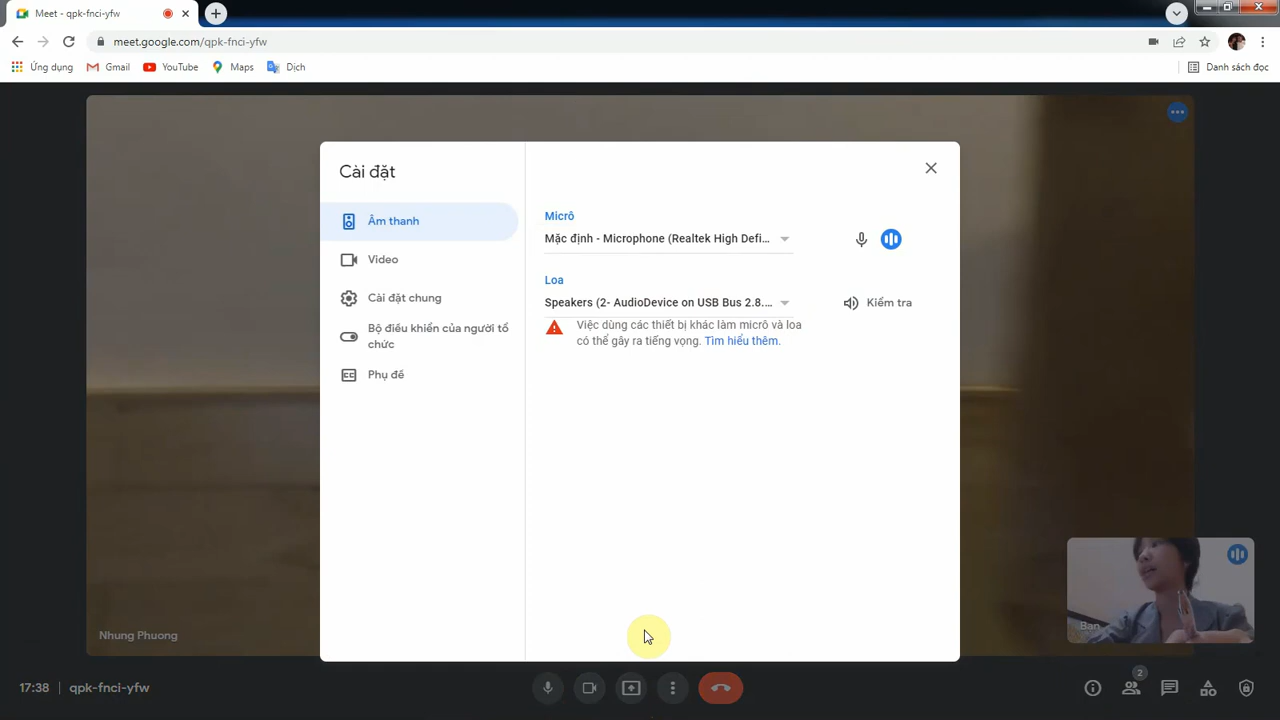 Meet - qpk-fnci-yfw
meet.google.com/qpk-fnci-yfw
Ứng dụng
Gmail
YouTube
Maps
Dịch
Danh sách đọc
Cài đặt
Âm thanh
Video
Cài đặt chung
Bộ điều khiển của người tổ
chức
Phụ đề
Micrô
Mặc định - Microphone (Realtek High Defi...
Loa
Speakers (2- AudioDevice on USB Bus 2.8....
Kiểm tra
Việc dùng các thiết bị khác làm micrô và loa
có thể gây ra tiếng vọng. Tìm hiểu thêm.
Nhung Phuong
Bạn
17:38 | qpk-fnci-yfw
2